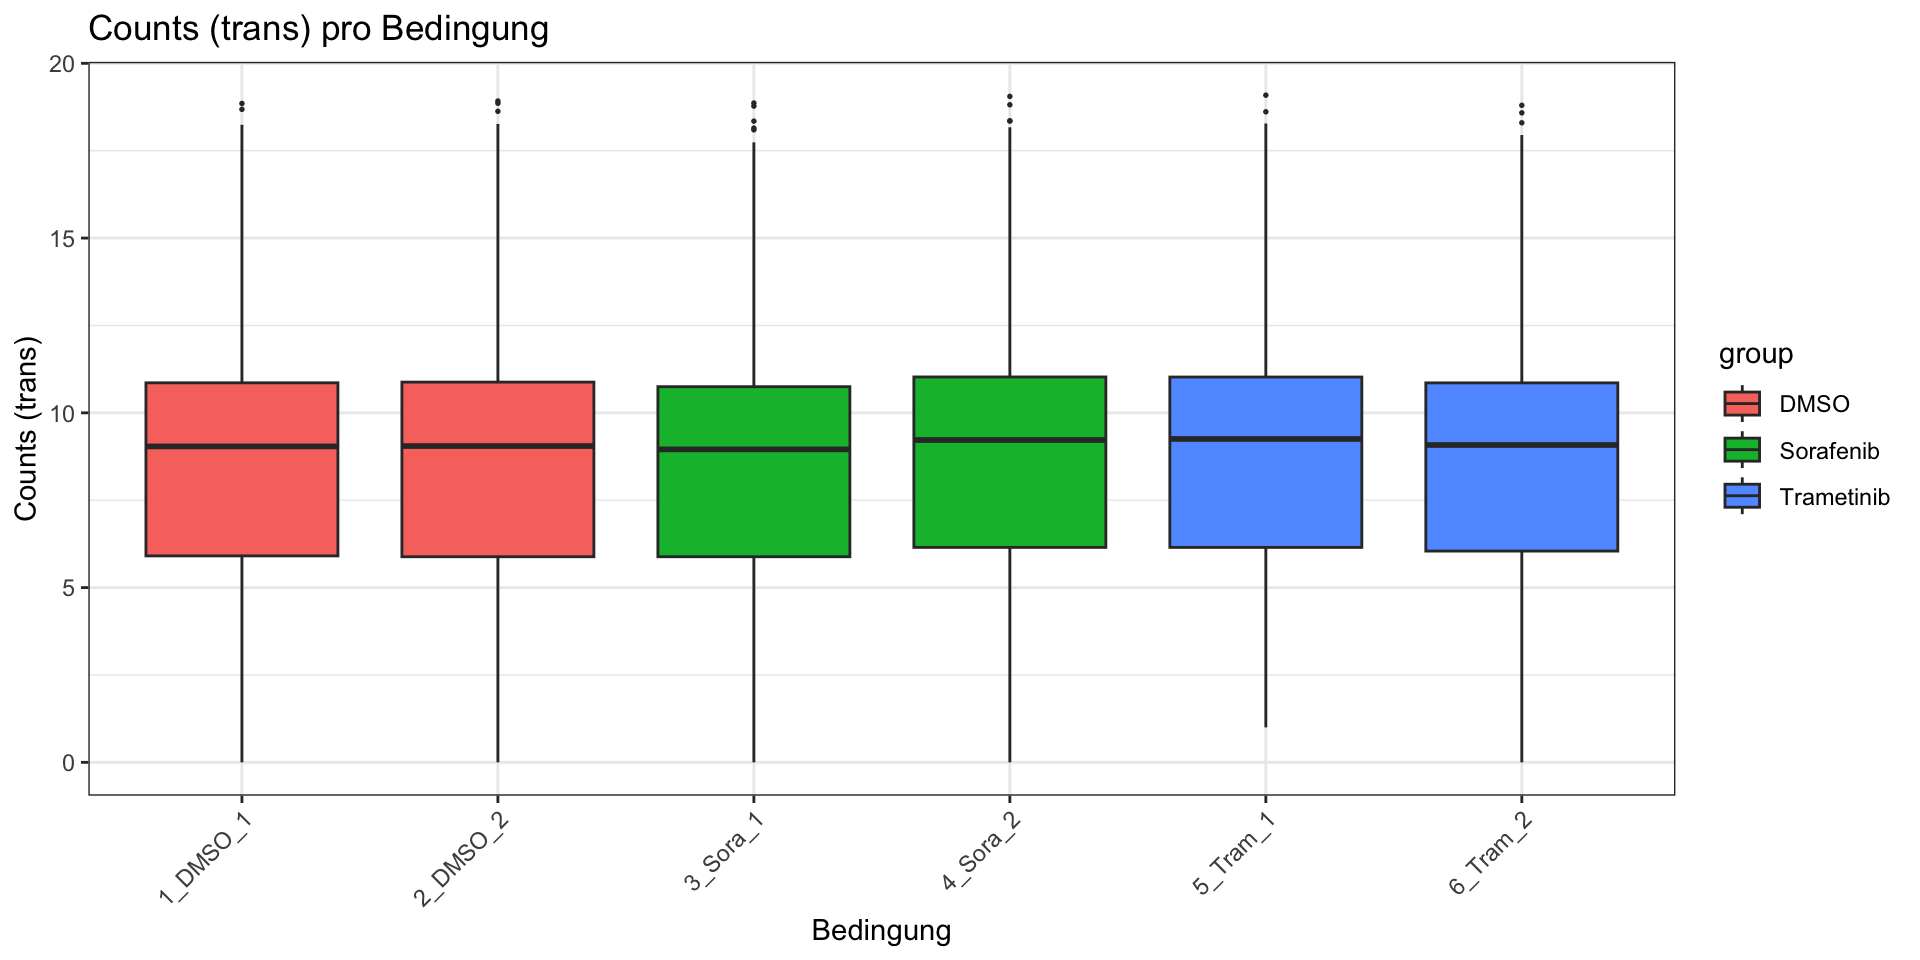 Counts (trans) pro Bedingung
Counts (trans)
20
15
10
5
0
1_DMSO_1
2_DMSO_2
3_Sora_1
4_Sora_2
5_Tram_1
6_Tram_2
Bedingung
group
DMSO
Sorafenib
Trametinib